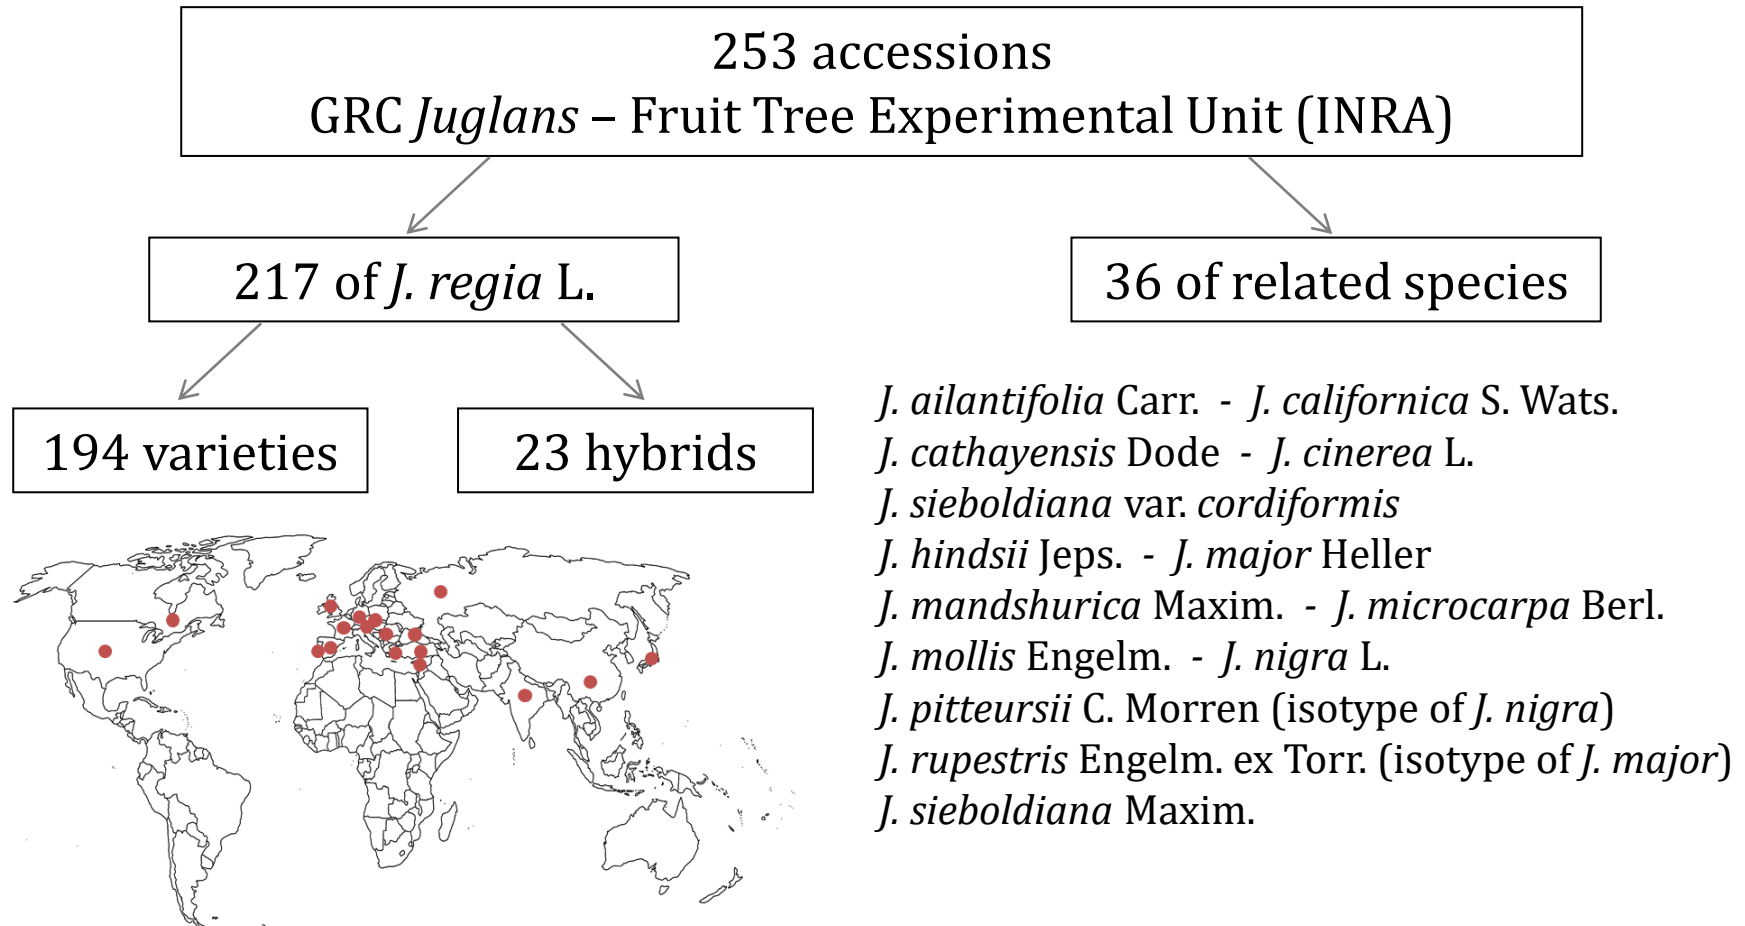 253 accessions
GRC Juglans – Fruit Tree Experimental Unit (INRA)
217 of J. regia L.
36 of related species
194 varieties
23 hybrids
J. ailantifolia Carr. - J. californica S. Wats.
J. cathayensis Dode - J. cinerea L.
J. sieboldiana var. cordiformis
J. hindsii Jeps. - J. major Heller
J. mandshurica Maxim. - J. microcarpa Berl.
J. mollis Engelm. - J. nigra L.
J. pitteursii C. Morren (isotype of J. nigra)
J. rupestris Engelm. ex Torr. (isotype of J. major)
J. sieboldiana Maxim.